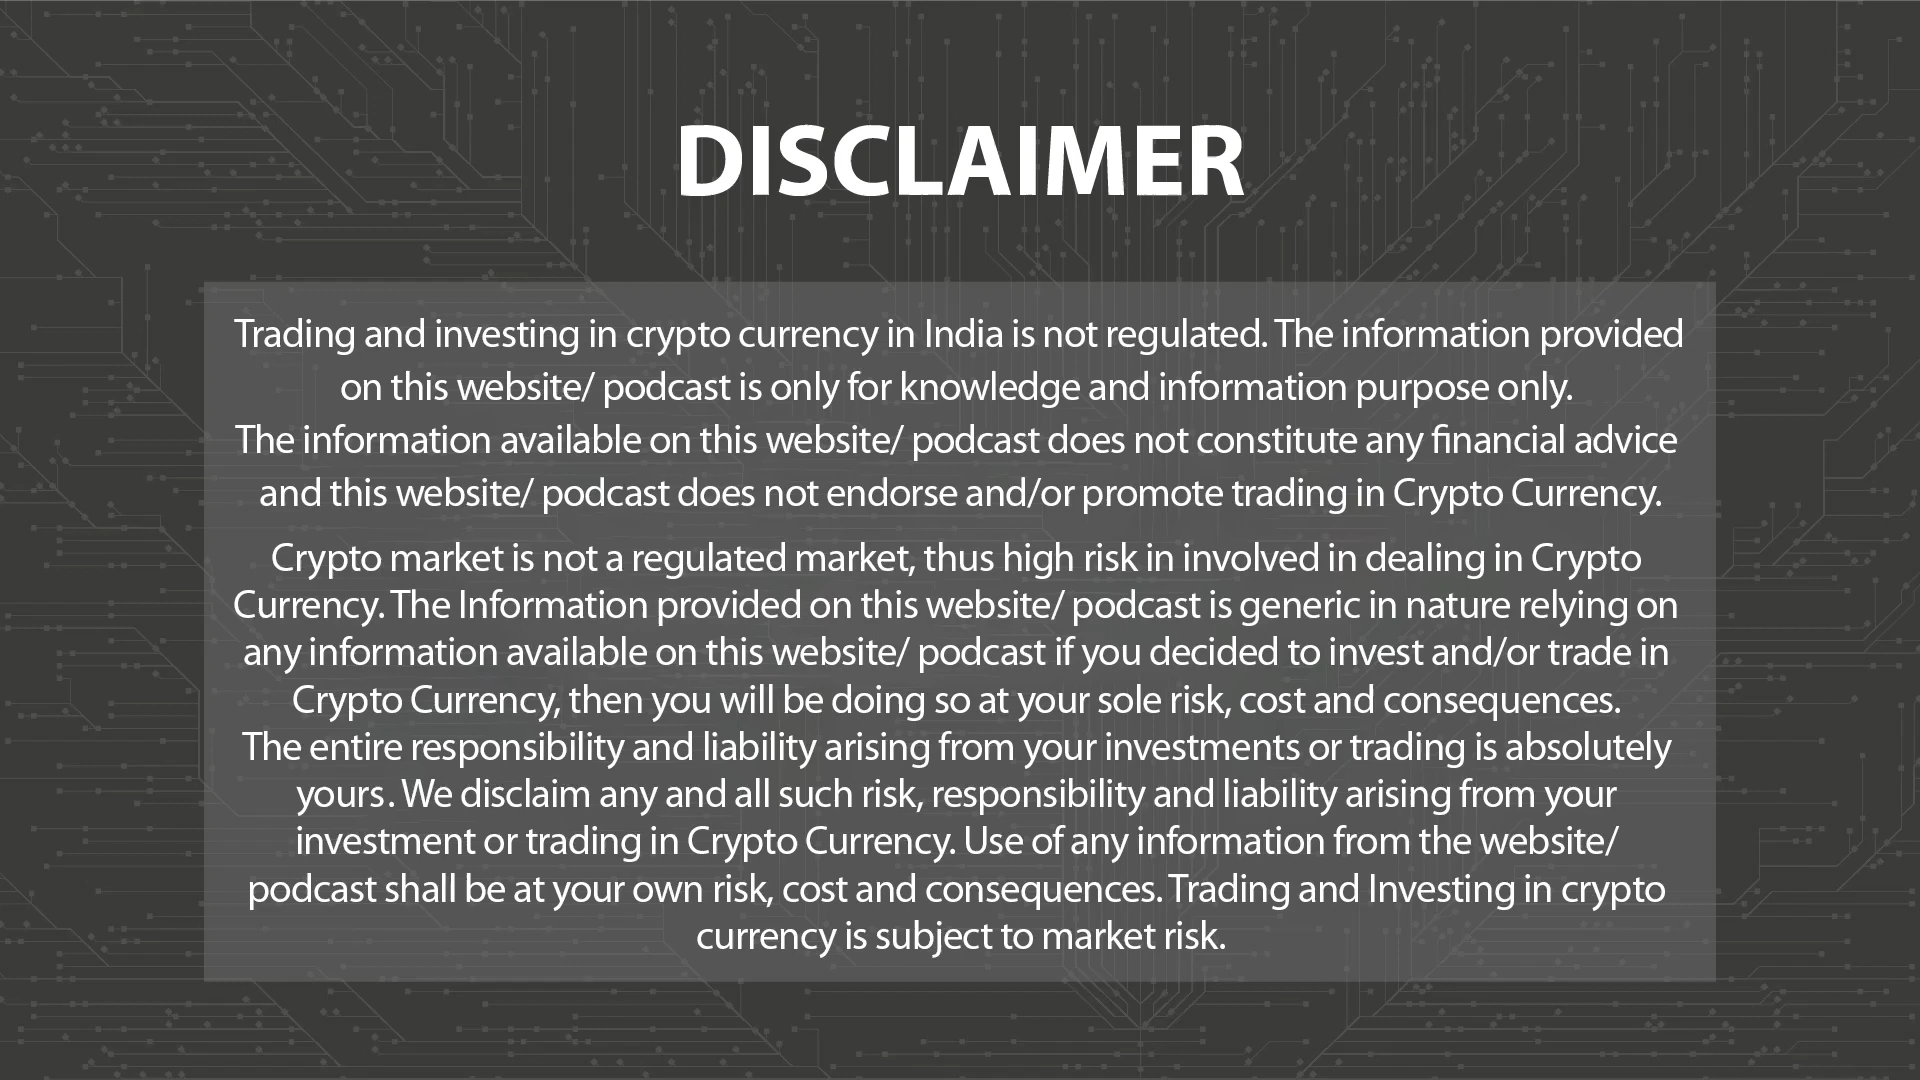 DISCLAIMER
Trading and investing in crypto currency in India is not regulated. The information provided
on this website/ podcast is only for knowledge and information purpose only.
The information available on this website/ podcast does not constitute any financial advice
and this website/ podcast does not endorse and/or promote trading in Crypto Currency.
Crypto market is not a regulated market, thus high risk in involved in dealing in Crypto
Currency. The Information provided on this website/ podcast is generic in nature relying on
any information available on this website/ podcast if you decided to invest and/or trade in
Crypto Currency, then you will be doing so at your sole risk, cost and consequences.
The entire responsibility and liability arising from your investments or trading is absolutely
yours. We disclaim any and all such risk, responsibility and liability arising from your
investment or trading in Crypto Currency. Use of any information from the website/
podcast shall be at your own risk, cost and consequences. Trading and Investing in crypto
currency is subject to market risk.